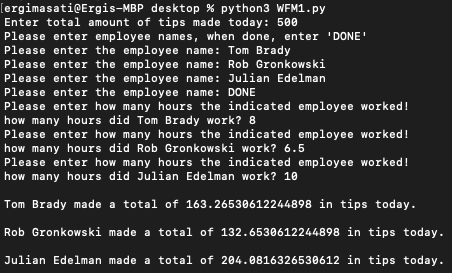 [ergimasati@Ergis-MBP desktop % python3 WFM1.py
Enter total amount of tips made today: 500
Please enter employee names, when done, enter 'DONE'
Please enter the employee name: Tom Brady
Please enter the employee name: Rob Gronkowski
Please enter the employee name: Julian Edelman
Please enter the employee name: DONE
Please enter how many hours the indicated employee worked!
how many hours did Tom Brady work? 8
Please enter how many hours the indicated employee worked!
how many hours did Rob Gronkowski work? 6.5
Please enter how many hours the indicated employee worked!
how many hours did Julian Edelman work? 10
Tom Brady made a total of 163.26530612244898 in tips today.
Rob Gronkowski made a total of 132.6530612244898 in tips today.
Julian Edelman made a total of 204.0816326530612 in tips today.